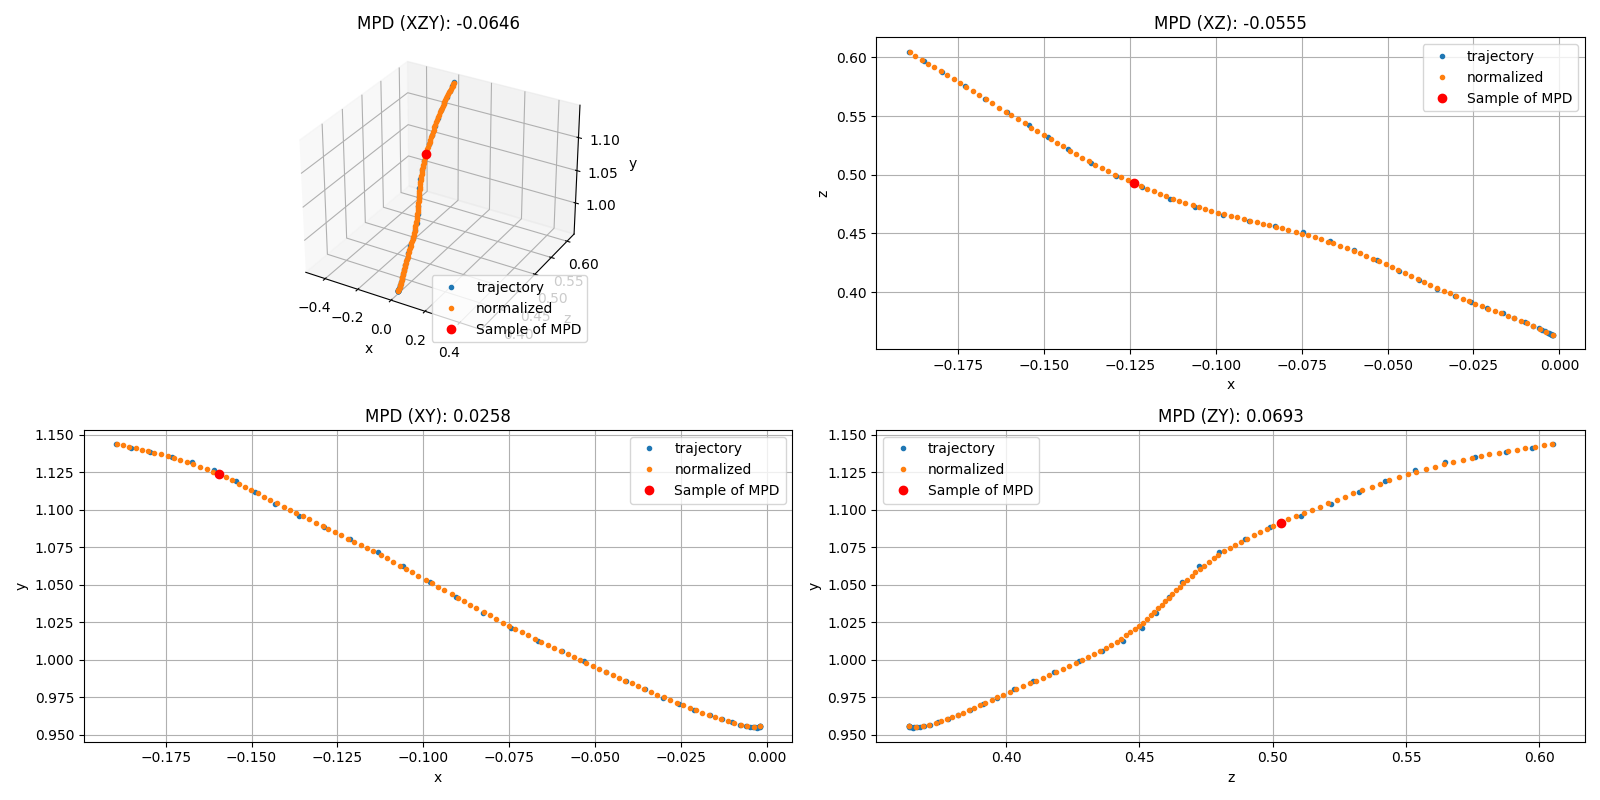 MPD (XZY): -0.0646
1.10
1.05
1.00
y
0.60
0.55
0.50
0.45
0.40
z
−0.4
−0.2
0.0
0.2
0.4
x
trajectory
normalized
Sample of MPD
MPD (XZ): -0.0555
0.60
0.55
0.50
0.45
0.40
z
−0.175
−0.150
−0.125
−0.100
−0.075
−0.050
−0.025
0.000
x
trajectory
normalized
Sample of MPD
MPD (XY): 0.0258
1.150
1.125
1.100
1.075
1.050
1.025
1.000
0.975
0.950
y
−0.175
−0.150
−0.125
−0.100
−0.075
−0.050
−0.025
0.000
x
trajectory
normalized
Sample of MPD
MPD (ZY): 0.0693
1.150
1.125
1.100
1.075
1.050
1.025
1.000
0.975
0.950
y
0.40
0.45
0.50
0.55
0.60
z
trajectory
normalized
Sample of MPD